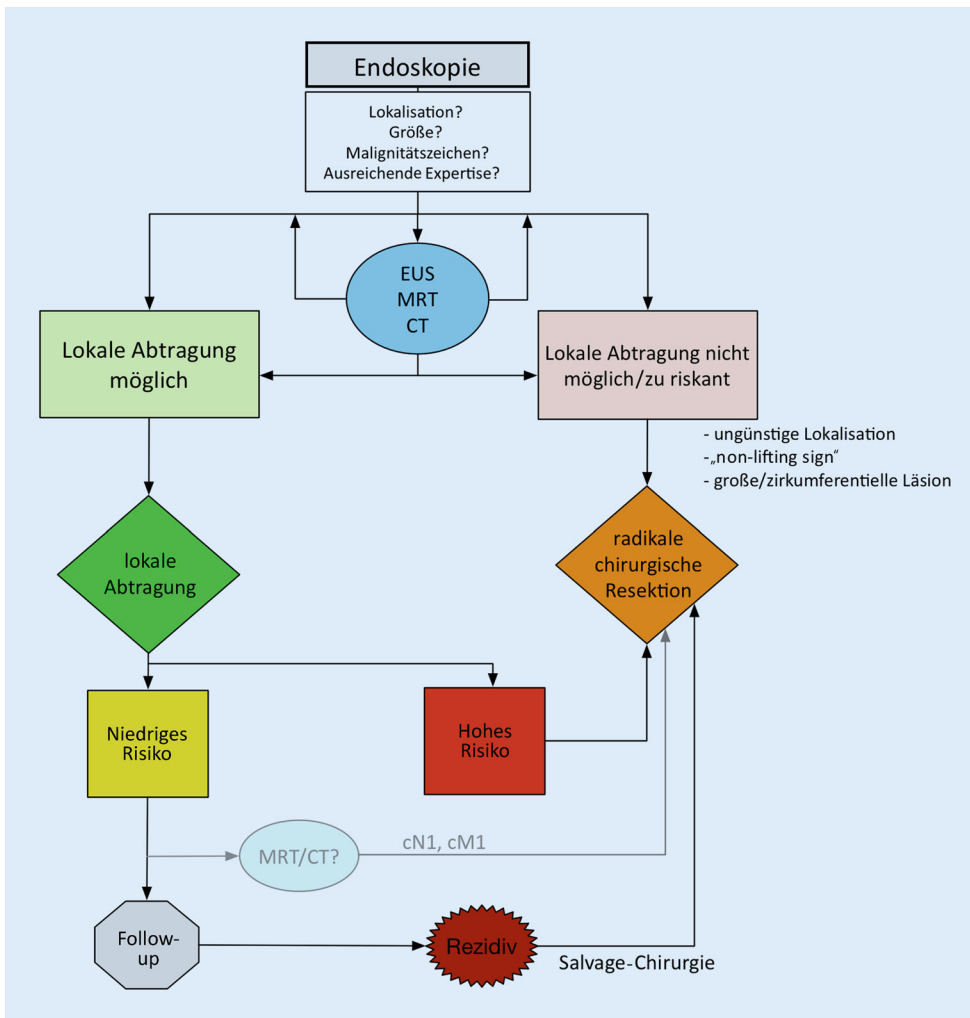 Endoskopie
Lokalisation?
Größe?
Malignitätszeichen?
Ausreichende Expertise?
EUS
MRT
CT
Lokale Abtragung
möglich
Lokale Abtragung nicht
möglich/zu riskant
- ungünstige Lokalisation
-„non-lifting sign“
- große/zirkumferentielle Läsion
lokale
Abtragung
radikale
chirurgische
Resektion
Niedriges
Risiko
Hohes
Risiko
MRT/CT?
cN1, cM1
Follow-
up
Rezidiv
Salvage-Chirurgie